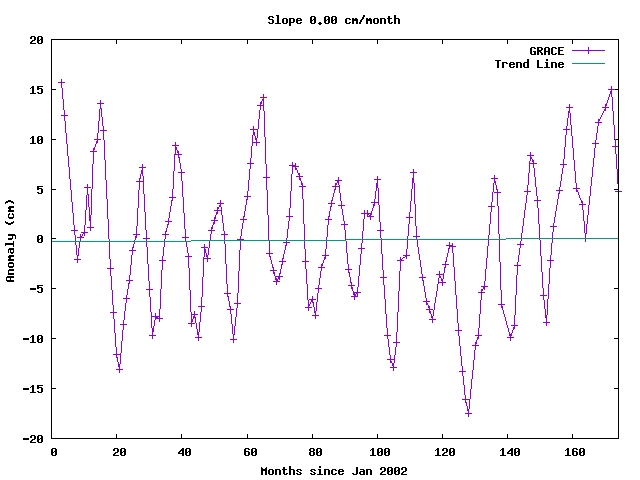 Slope 0.00 cm/month
GRACE
Trend Line
20
15
10
5
0
-5
-10
-15
-20
Anomaly (cm)
0 20 40 60 80 100 120 140 160
Months since Jan 2002